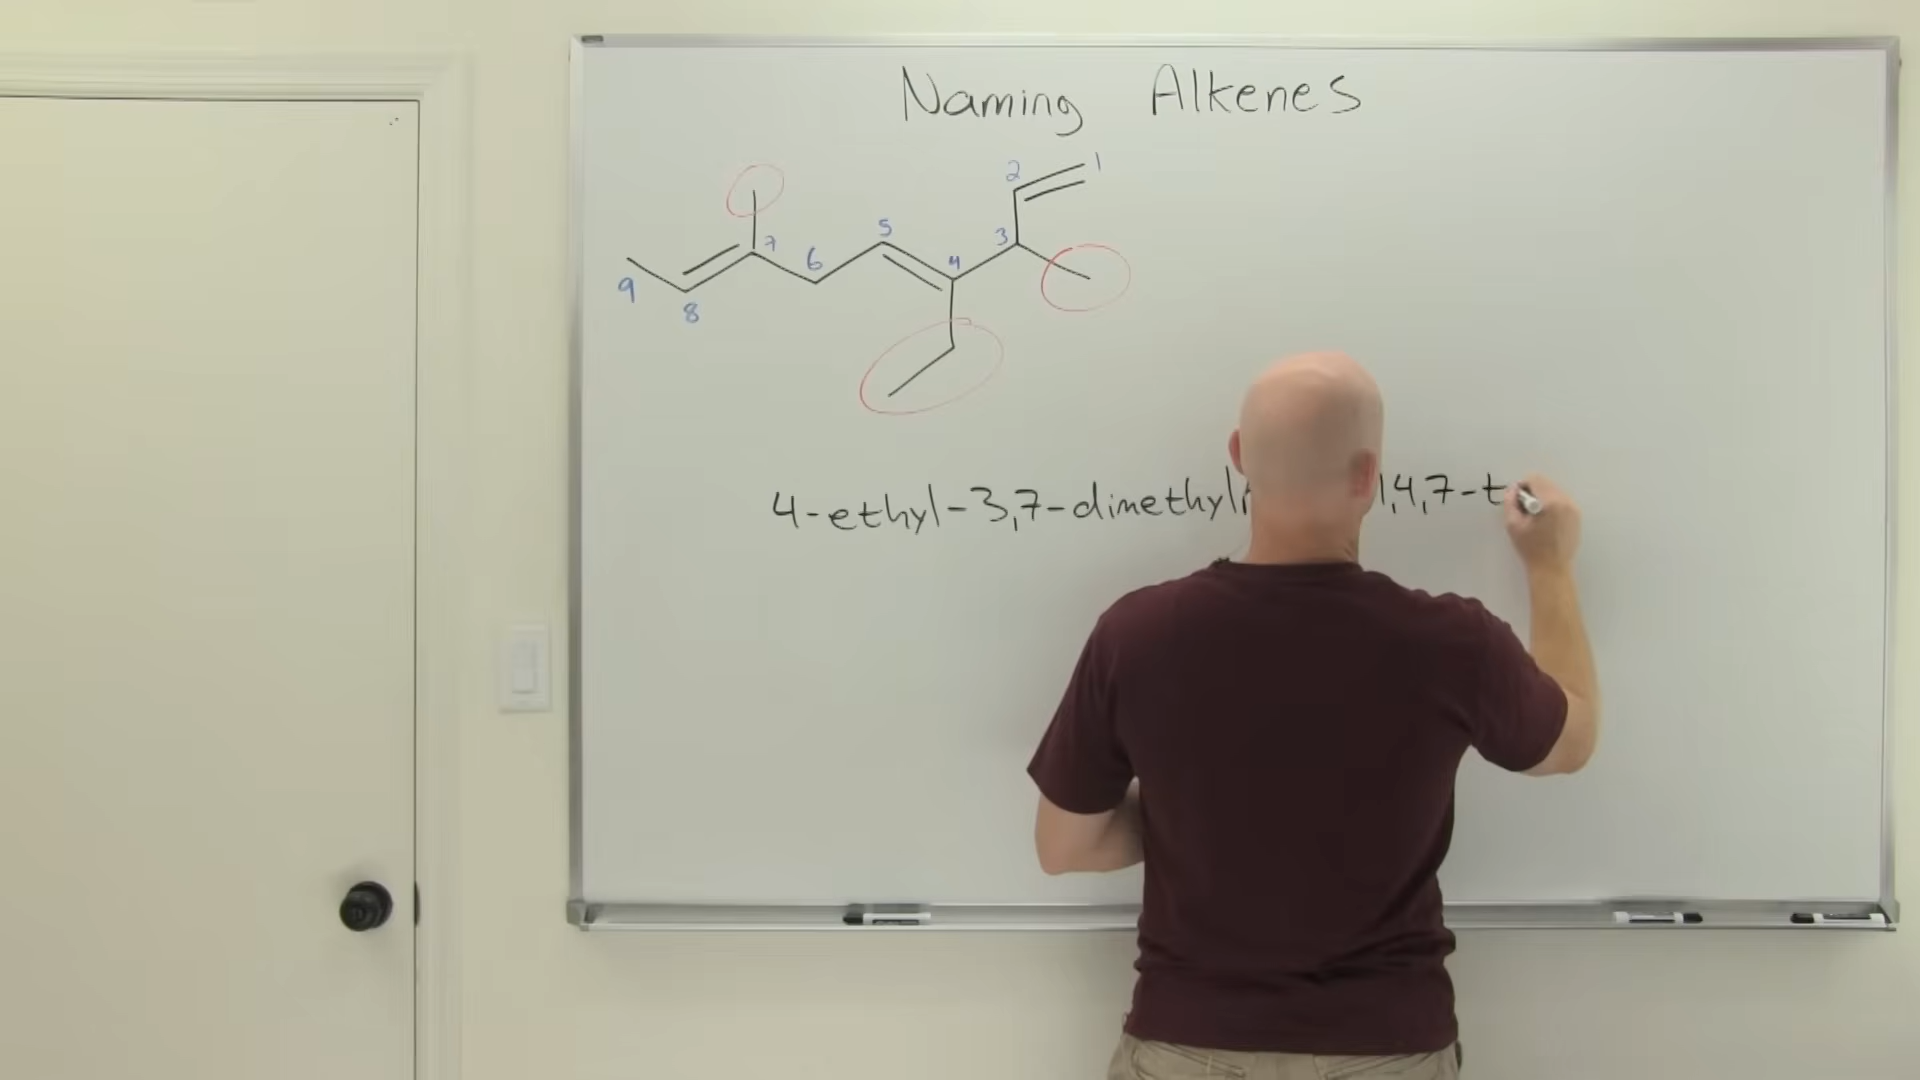 Naming Alkenes
2 1
5 3
7 6 4
9 8
4-ethyl-3,7-dimethyl 1,4,7-t